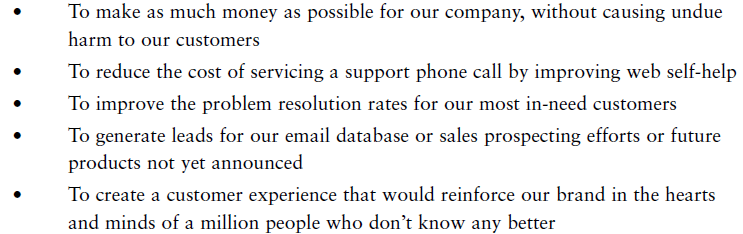 • To make as much money as possible for our company, without causing undue
harm to our customers
• To reduce the cost of servicing a support phone call by improving web self-help
• To improve the problem resolution rates for our most in-need customers
• To generate leads for our email database or sales prospecting efforts or future
products not yet announced
• To create a customer experience that would reinforce our brand in the hearts
and minds of a million people who don’t know any better